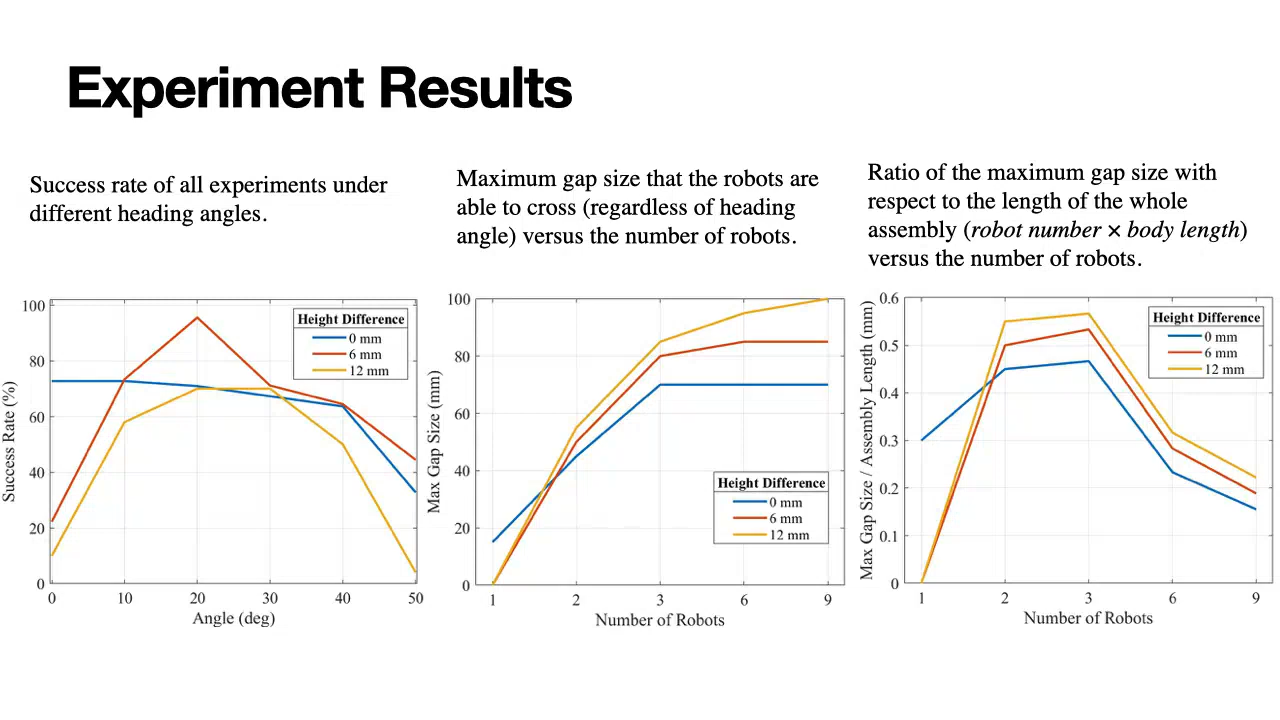 Experiment Results
Success rate of all experiments under
different heading angles.
Maximum gap size that the robots are
able to cross (regardless of heading
angle) versus the number of robots.
Ratio of the maximum gap size with
respect to the length of the whole
assembly (robot number × body length)
versus the number of robots.
Success Rate (%)
100
80
60
40
20
0
Height Difference
0 mm
6 mm
12 mm
0 10 20 30 40 50
Angle (deg)
Max Gap Size (mm)
100
80
60
40
20
0
Height Difference
0 mm
6 mm
12 mm
1 2 3 6 9
Number of Robots
Max Gap Size / Assembly Length (mm)
0.6
0.5
0.4
0.3
0.2
0.1
0
Height Difference
0 mm
6 mm
12 mm
1 2 3 6 9
Number of Robots